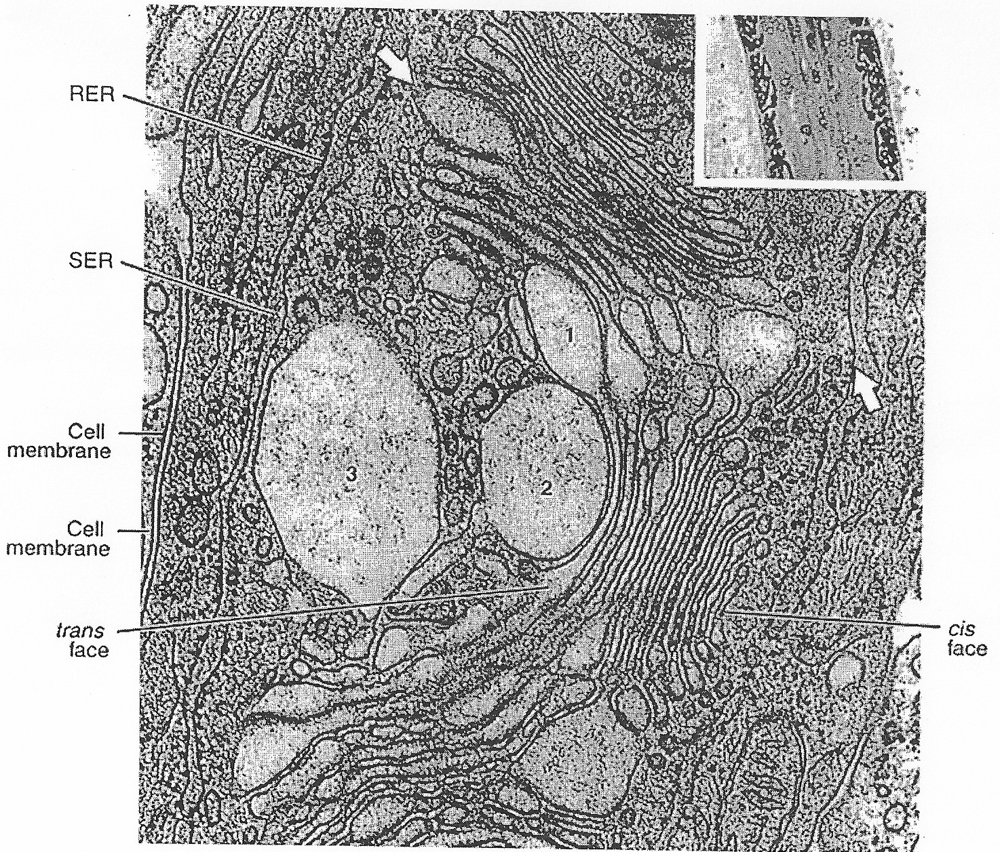 RER
SER
1
3
2
Cell
membrane
Cell
membrane
trans
face
cis
face